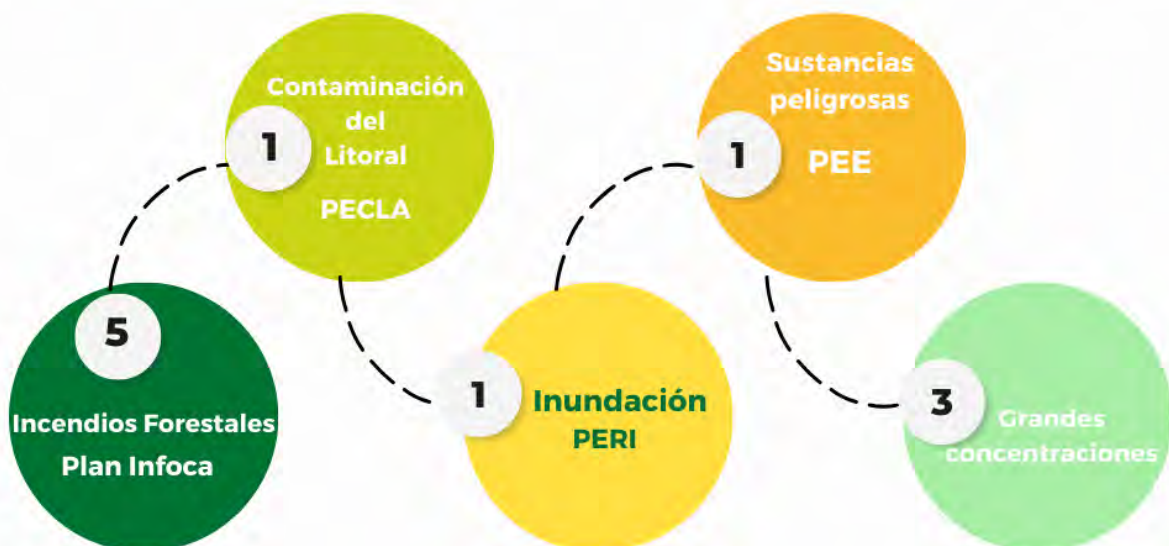 5
Incendios Forestales
Plan Infoca
1
Contaminación
del
Litoral
PECLA
1
Inundación
PERI
1
Sustancias
peligrosas
PEE
3
Grandes
concentraciones